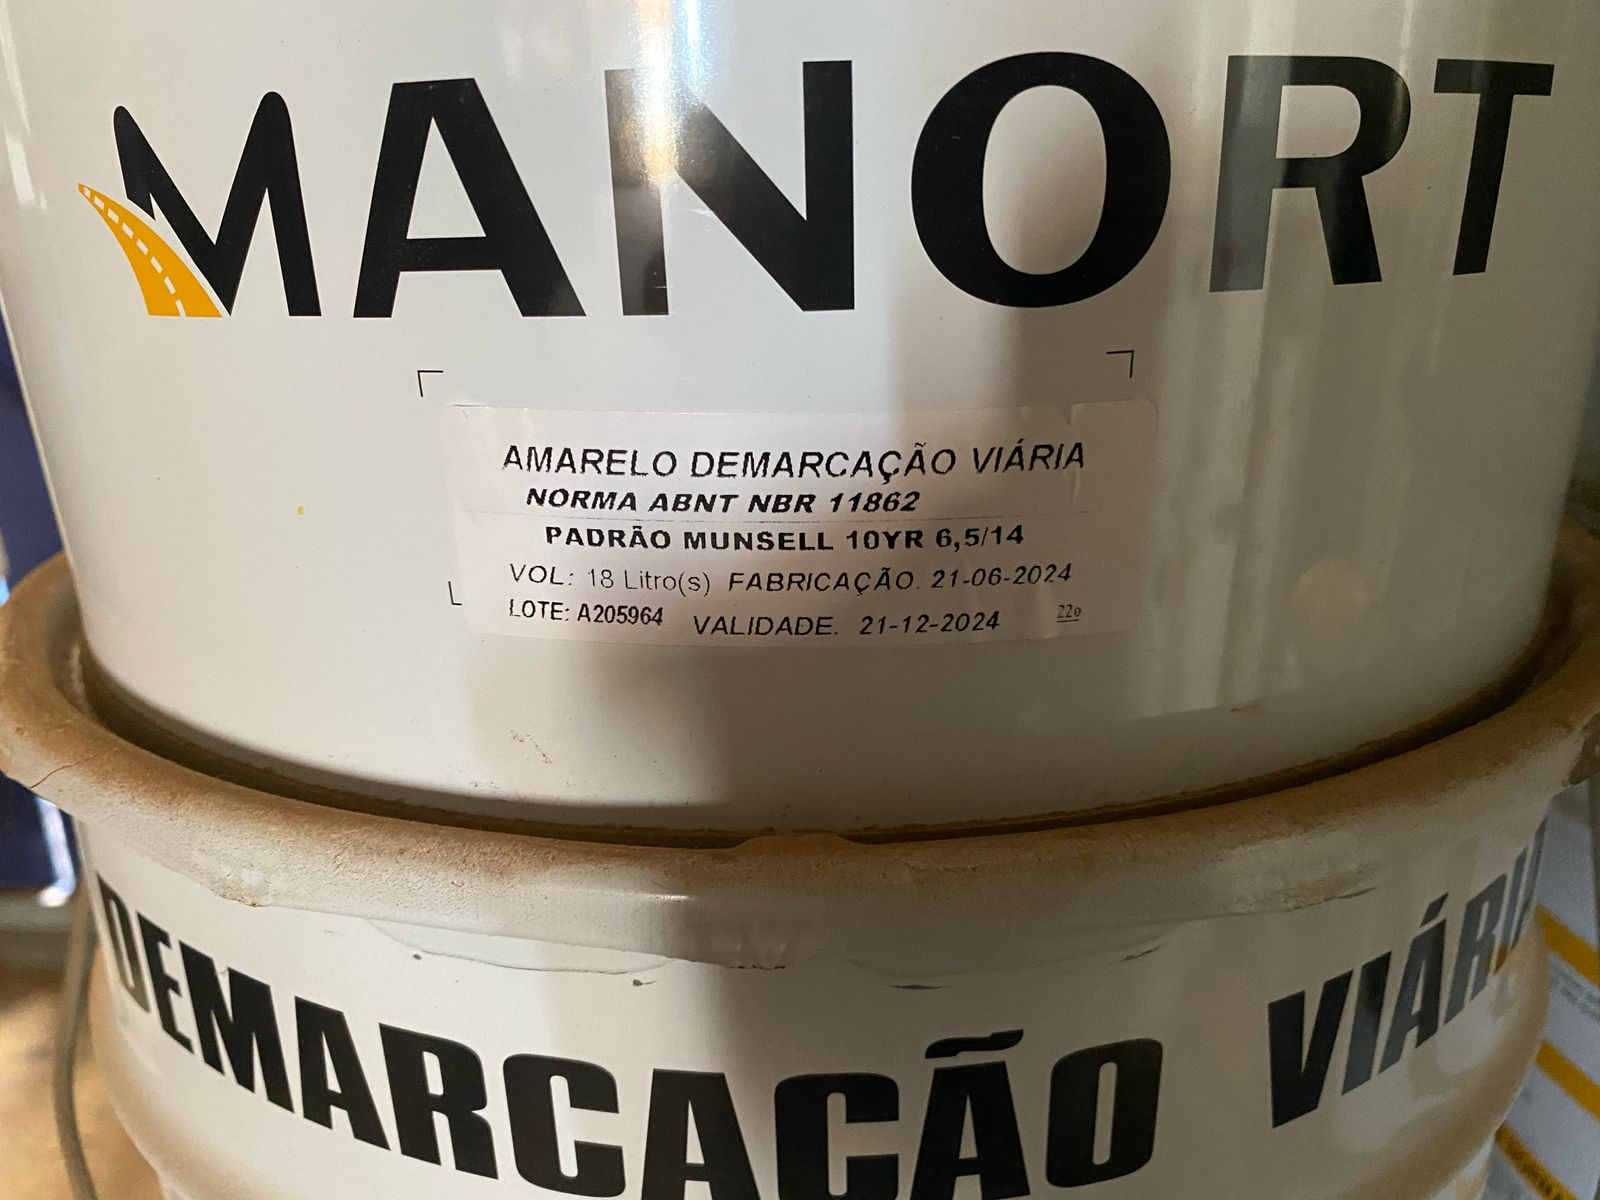 MANORT
AMARELO DEMARCAÇÃO VIÁRIA
NORMA ABNT NBR 11862
PADRÃO MUNSELL 10YR 6,5/14
VOL: 18 Litro(s) FABRICAÇÃO. 21-06-2024
LOTE: A205964 VALIDADE. 21-12-2024 22o
DEMARCAÇÃO VIÁRIA